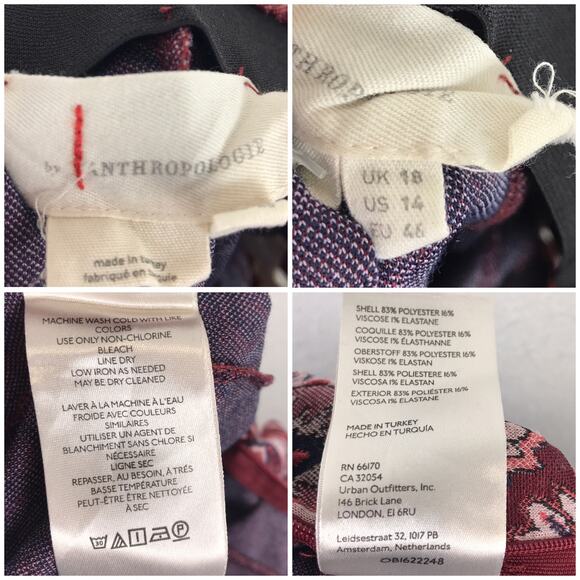 by ANTHROPOLOGIE
made in turkey
fabriqué en
UK 18
US 14
EU 46
MACHINE WASH COLD WITH LIKE
COLORS
USE ONLY NON-CHLORINE
BLEACH
LINE DRY
LOW IRON AS NEEDED
MAY BE DRY CLEANED
LAVER À LA MACHINE À L'EAU
FROIDE AVEC COULEURS
SIMILAIRES
UTILISER UN AGENT DE
BLANCHIMENT SANS CHLORE SI
NÉCESSAIRE
LIGNE SEC
REPASSER, AU BESOIN, À TRÈS
BASSE TEMPÉRATURE
PEUT-ÊTRE ÊTRE NETTOYÉE
À SEC
30
P
SHELL 83% POLYESTER 16%
VISCOSE 1% ELASTANE
COQUILLE 83% POLYESTER 16%
VISCOSE 1% ÉLASTHANNE
OBERSTOFF 83% POLYESTER 16%
VISKOSE 1% ELASTAN
SHELL 83% POLIESTERE 16%
VISCOSA 1% ELASTAN
EXTERIOR 83% POLIÉSTER 16%
VISCOSA 1% ELASTANO
MADE IN TURKEY
HECHO EN TURQUÍA
RN 66170
CA 32054
Urban Outfitters, Inc.
146 Brick Lane
LONDON, E1 6RU
Leidsestraat 32, 1017 PB
Amsterdam, Netherlands
OB1622248